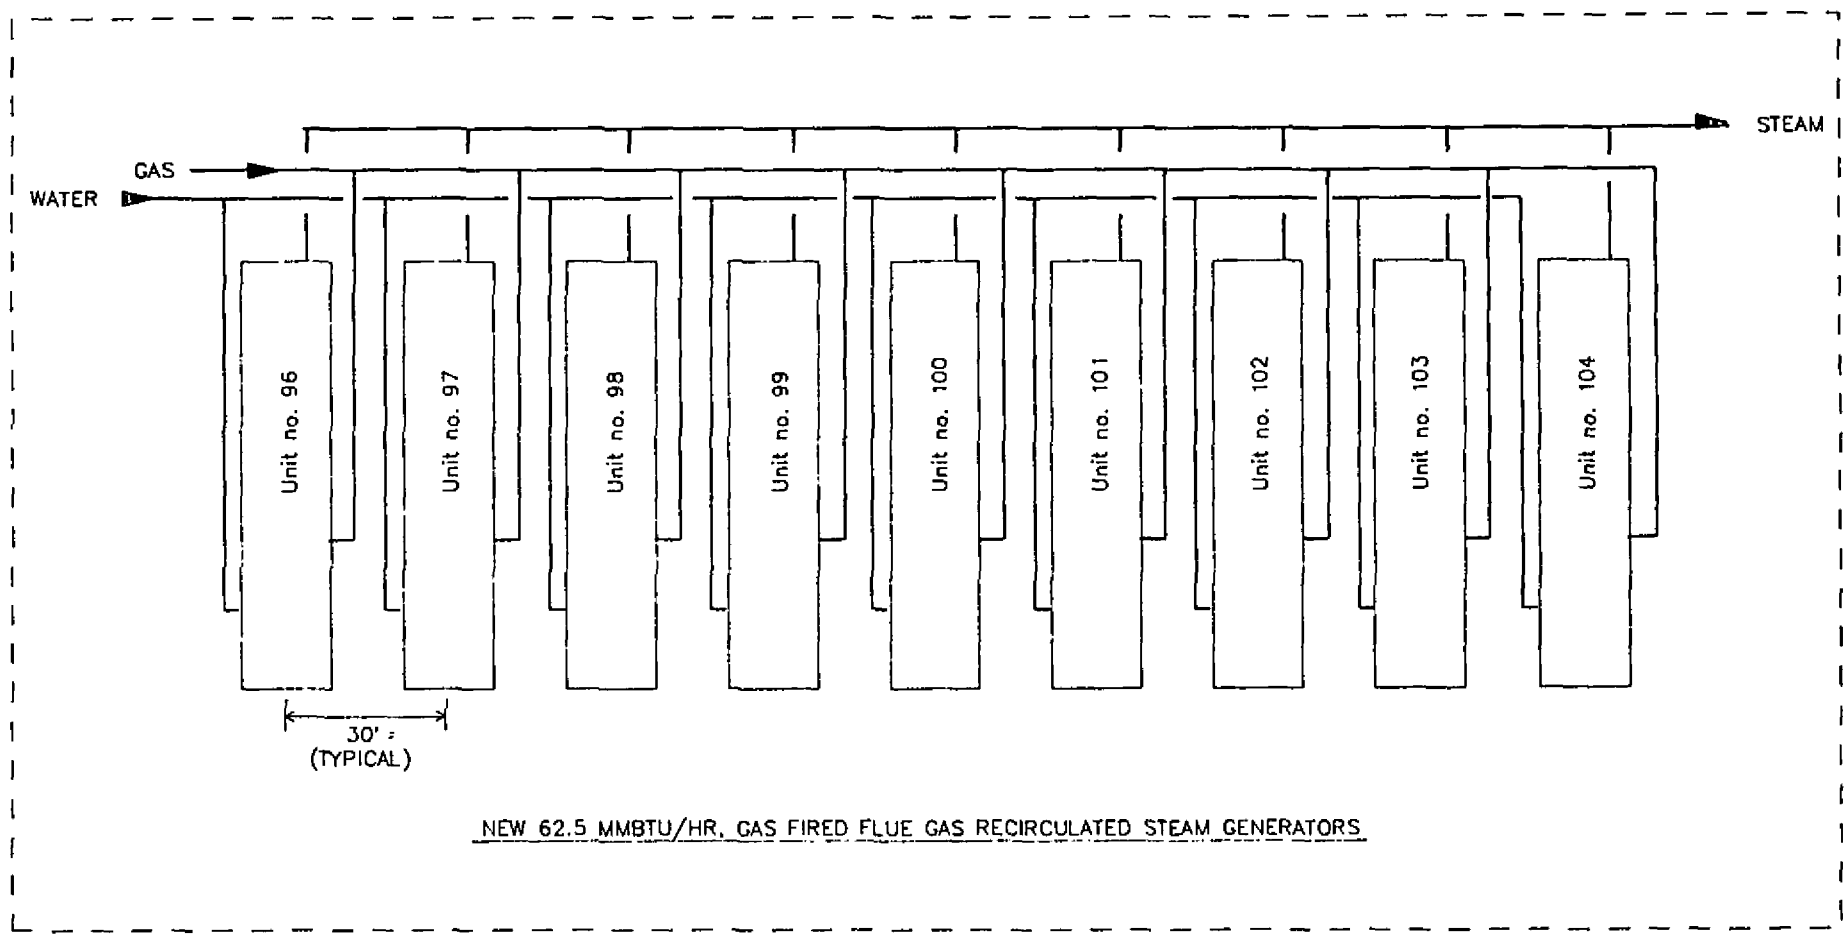 STEAM
GAS
WATER
Unit no. 96
Unit no. 97
Unit no. 98
Unit no. 99
Unit no. 100
Unit no. 101
Unit no. 102
Unit no. 103
Unit no. 104
30'
(TYPICAL)
NEW 62.5 MMBTU/HR, GAS FIRED FLUE GAS RECIRCULATED STEAM GENERATORS